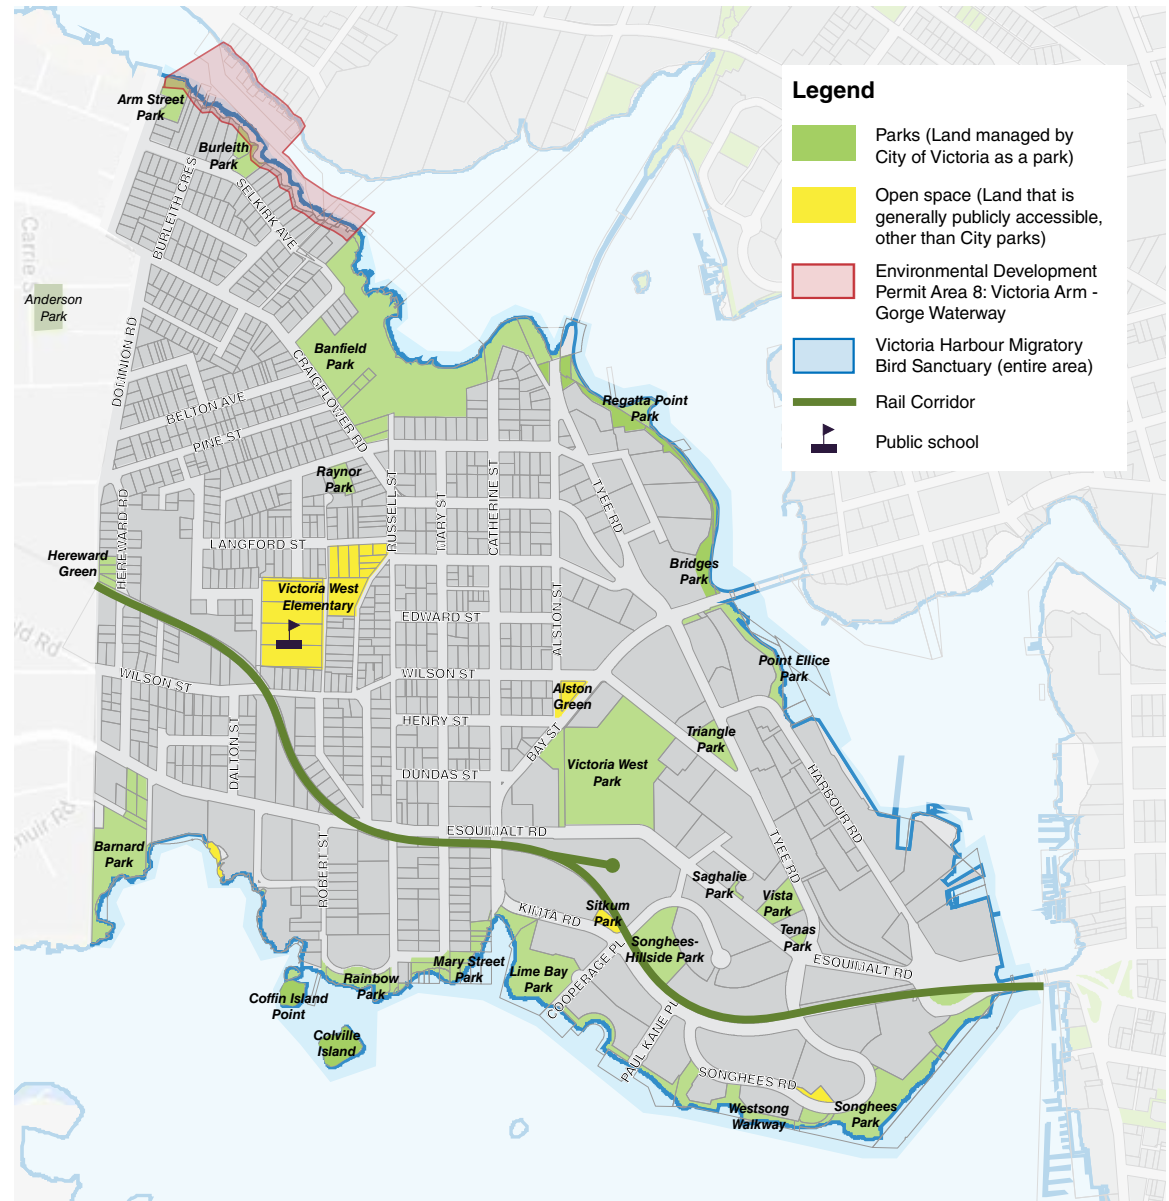 Legend
Parks (Land managed by
City of Victoria as a park)
Open space (Land that is
generally publicly accessible,
other than City parks)
Environmental Development
Permit Area 8: Victoria Arm -
Gorge Waterway
Victoria Harbour Migratory
Bird Sanctuary (entire area)
Rail Corridor
Public school
Arm Street
Park
Burleith
Park
BURLEITH CRES
SELKIRK AVE
Carrie
Anderson
Park
DOMINION RD
Banfield
Park
CRAIGFLOWER RD
BELTON AVE
PINE ST
Regatta Point
Park
Raynor
Park
RUSSELL ST
MARY ST
CATHERINE ST
TYEE RD
HEREWARD RD
LANGFORD ST
Hereward
Green
Victoria West
Elementary
Bridges
Park
ALSTON ST
EDWARD ST
Rd
WILSON ST
WILSON ST
Point Ellice
Park
Alston
Green
HENRY ST
BAY ST
Triangle
Park
DALTON ST
Victoria West
Park
DUNDAS ST
HARBOUR RD
Rd
ESQUIMALT RD
Barnard
Park
ROBERT ST
TYEE RD
Saghalie
Park
Vista
Park
Sitkum
Park
KIMTA RD
Tenas
Park
Songhees-
Hillside Park
ESQUIMALT RD
Mary Street
Park
Lime Bay
Park
COOPERAGE PL
Rainbow
Park
Coffin Island
Point
Colville
Island
PAUL KANE PL
SONGHEES RD
Westsong
Walkway
Songhees
Park